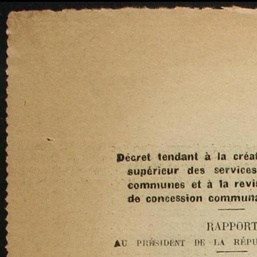 Décret tendant à la créat
supérieur des services
communes et à la revi
de concession communa
RAPPORT
AU PRÉSIDENT DE LA RÉPU